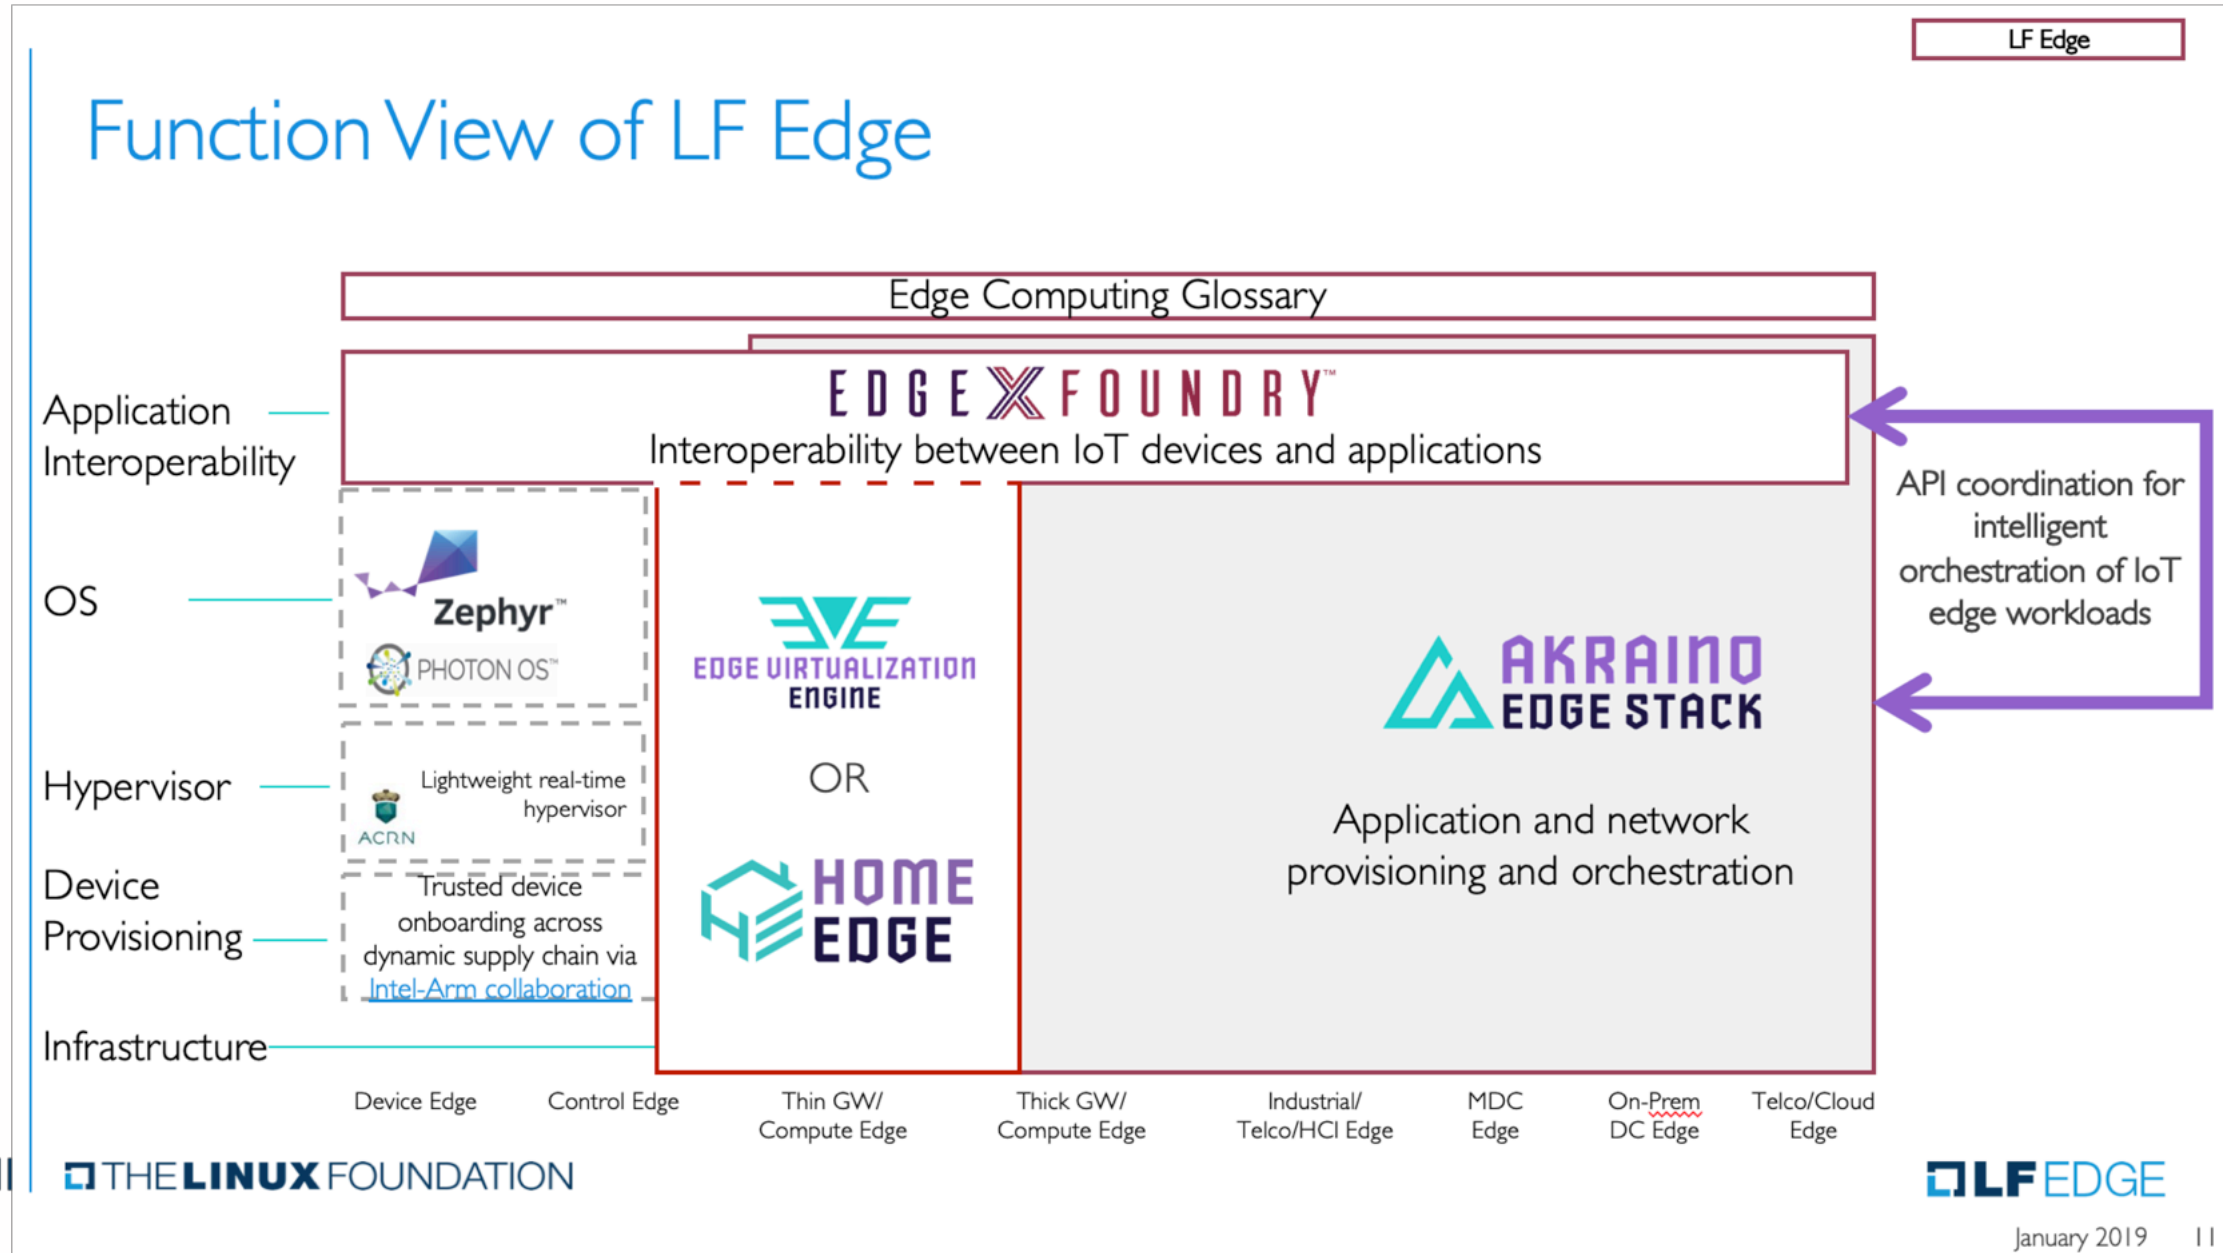 LF Edge
Function View of LF Edge
Edge Computing Glossary
EDGE X FOUNDRY™
Interoperability between IoT devices and applications
Application
Interoperability
OS
Hypervisor
Device
Provisioning
Infrastructure
Zephyr™
PHOTON OS™
ACRN
Lightweight real-time
hypervisor
Trusted device
onboarding across
dynamic supply chain via
Intel-Arm collaboration
EVE
EDGE VIRTUALIZATION
ENGINE
OR
HOME
EDGE
AKRAINO
EDGE STACK
Application and network
provisioning and orchestration
API coordination for
intelligent
orchestration of IoT
edge workloads
Device Edge
Control Edge
Thin GW/
Compute Edge
Thick GW/
Compute Edge
Industrial/
Telco/HCI Edge
MDC
Edge
On-Prem
DC Edge
Telco/Cloud
Edge
THE LINUX FOUNDATION
LF EDGE
January 2019 11